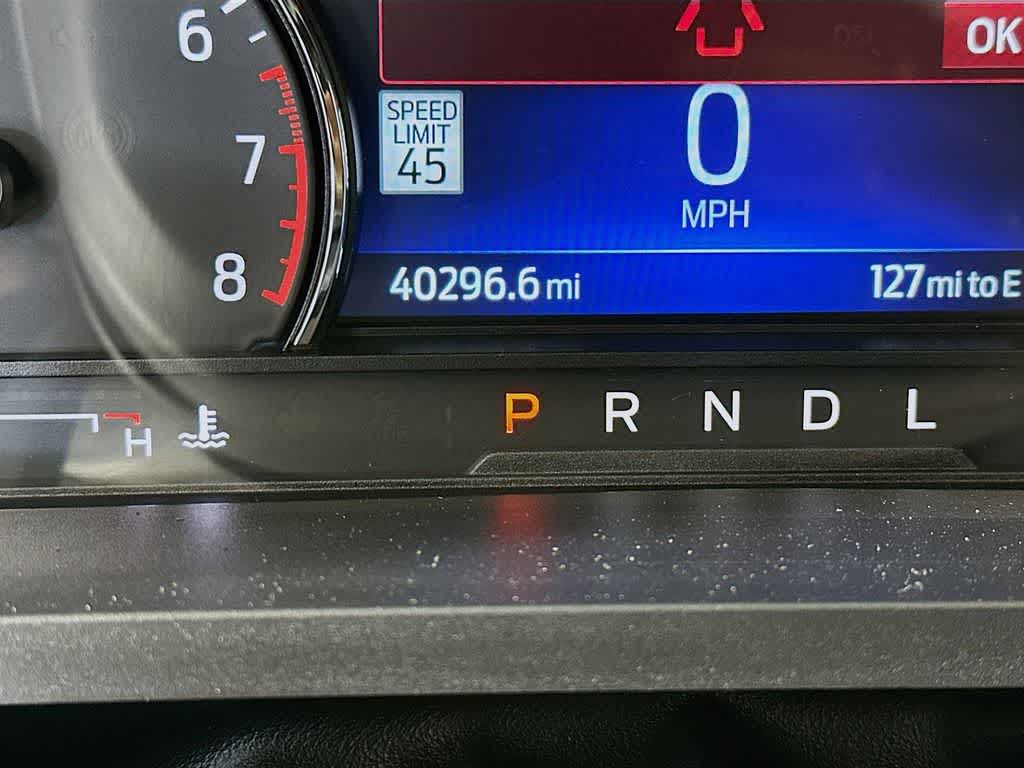 6
7
8
OK
SPEED
LIMIT
45
0
MPH
40296.6 mi
127 mi to E
H
P R N D L